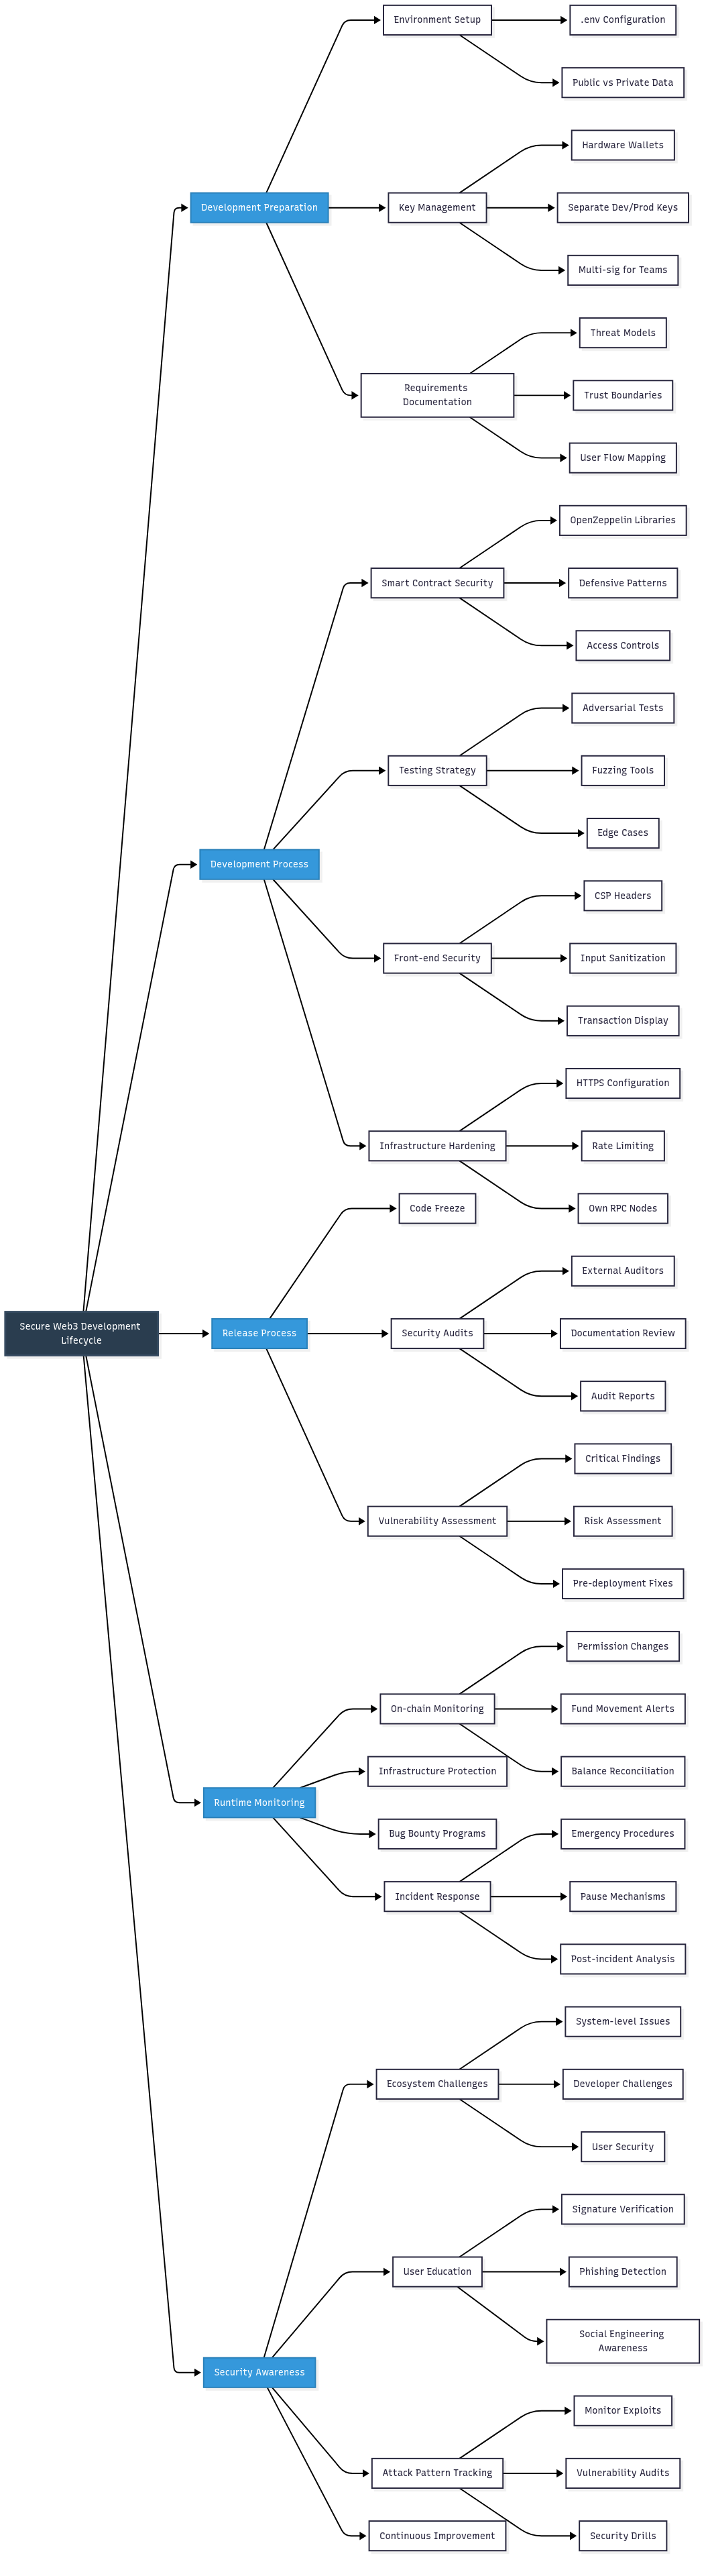 Secure Web3 Development
Lifecycle
Development Preparation
Environment Setup
.env Configuration
Public vs Private Data
Key Management
Hardware Wallets
Separate Dev/Prod Keys
Multi-sig for Teams
Requirements
Documentation
Threat Models
Trust Boundaries
User Flow Mapping
Development Process
Smart Contract Security
OpenZeppelin Libraries
Defensive Patterns
Access Controls
Testing Strategy
Adversarial Tests
Fuzzing Tools
Edge Cases
Front-end Security
CSP Headers
Input Sanitization
Transaction Display
Infrastructure Hardening
HTTPS Configuration
Rate Limiting
Own RPC Nodes
Release Process
Code Freeze
Security Audits
External Auditors
Documentation Review
Audit Reports
Vulnerability Assessment
Critical Findings
Risk Assessment
Pre-deployment Fixes
Runtime Monitoring
On-chain Monitoring
Permission Changes
Fund Movement Alerts
Balance Reconciliation
Infrastructure Protection
Bug Bounty Programs
Incident Response
Emergency Procedures
Pause Mechanisms
Post-incident Analysis
Security Awareness
Ecosystem Challenges
System-level Issues
Developer Challenges
User Security
User Education
Signature Verification
Phishing Detection
Social Engineering
Awareness
Attack Pattern Tracking
Monitor Exploits
Vulnerability Audits
Security Drills
Continuous Improvement